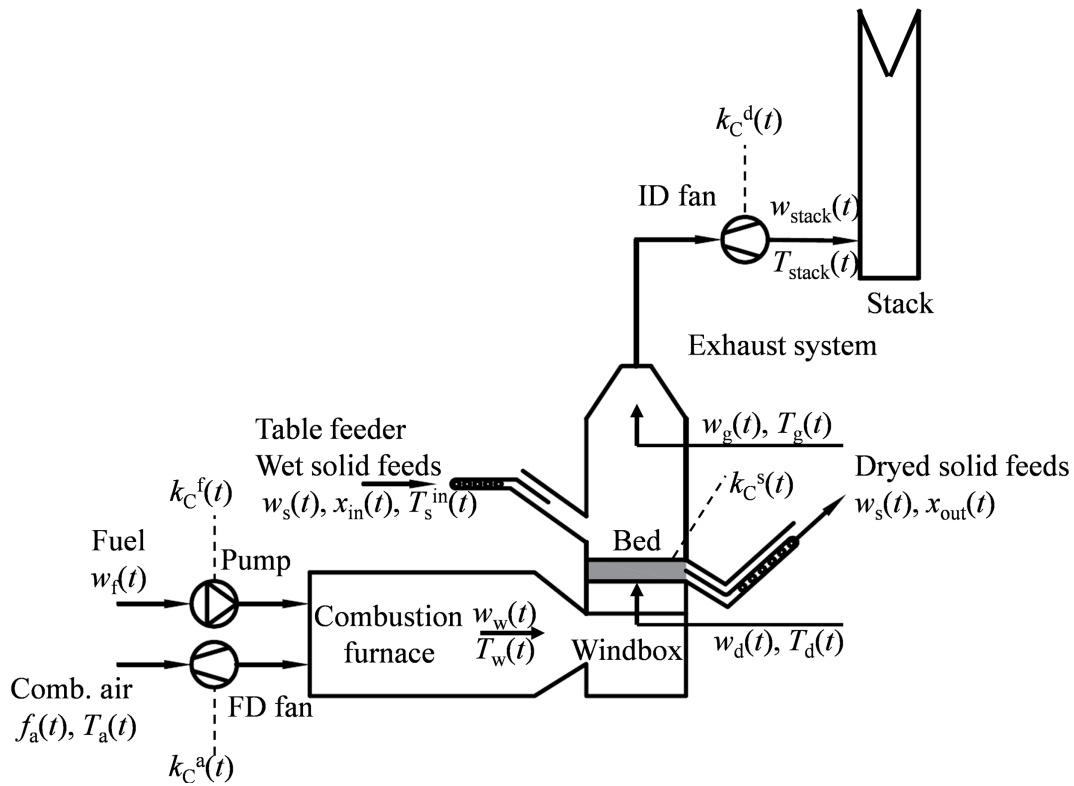 k_C^d(t)
ID fan
w_stack(t)
T_stack(t)
Stack
Exhaust system
Table feeder
Wet solid feeds
w_s(t), x_in(t), T_s^in(t)
w_g(t), T_g(t)
Dryed solid feeds
w_s(t), x_out(t)
k_C^s(t)
k_C^f(t)
Fuel
w_f(t)
Pump
Bed
Combustion
furnace
w_w(t)
T_w(t)
Windbox
w_d(t), T_d(t)
Comb. air
f_a(t), T_a(t)
FD fan
k_C^a(t)